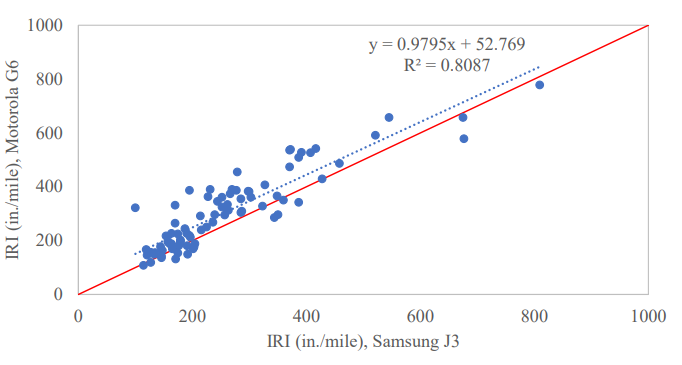 y = 0.9795x + 52.769
R² = 0.8087
1000
800
600
400
200
0
IRI (in./mile), Motorola G6
0 200 400 600 800 1000
IRI (in./mile), Samsung J3